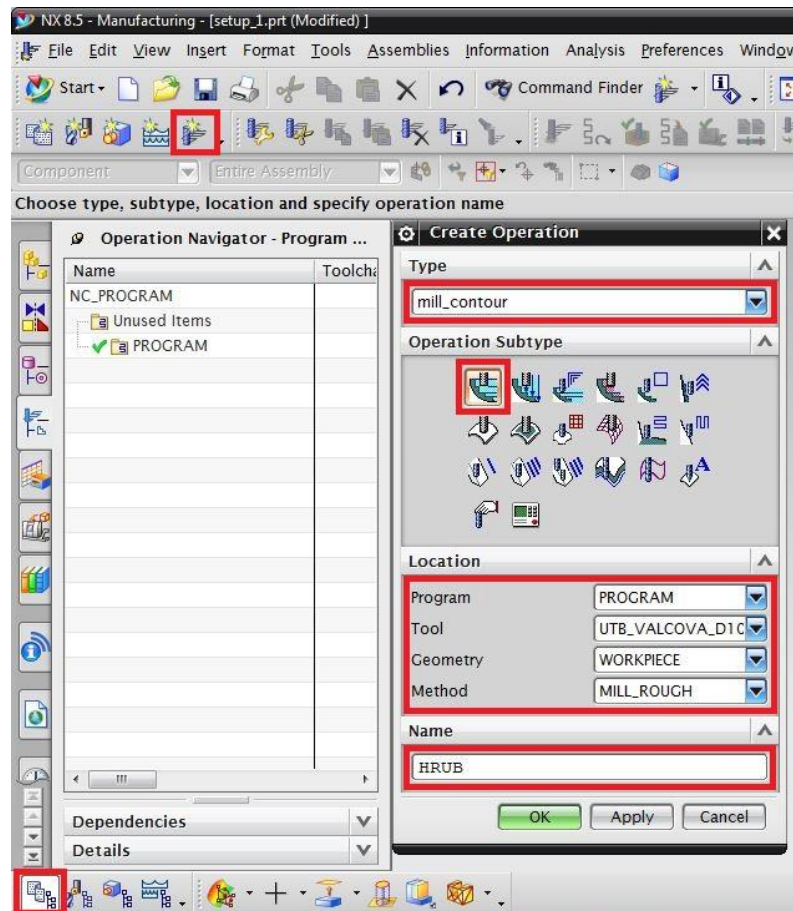 NX 8.5 - Manufacturing - [setup_1.prt (Modified) ]
File Edit View Insert Format Tools Assemblies Information Analysis Preferences Window
Start Command Finder
Component Entire Assembly
Choose type, subtype, location and specify operation name
Operation Navigator - Program ...
Name Toolcha
NC_PROGRAM
Unused Items
PROGRAM
Dependencies
Details
Create Operation
Type
mill_contour
Operation Subtype
Location
Program PROGRAM
Tool UTB_VALCOVA_D10
Geometry WORKPIECE
Method MILL_ROUGH
Name
HRUB
OK Apply Cancel